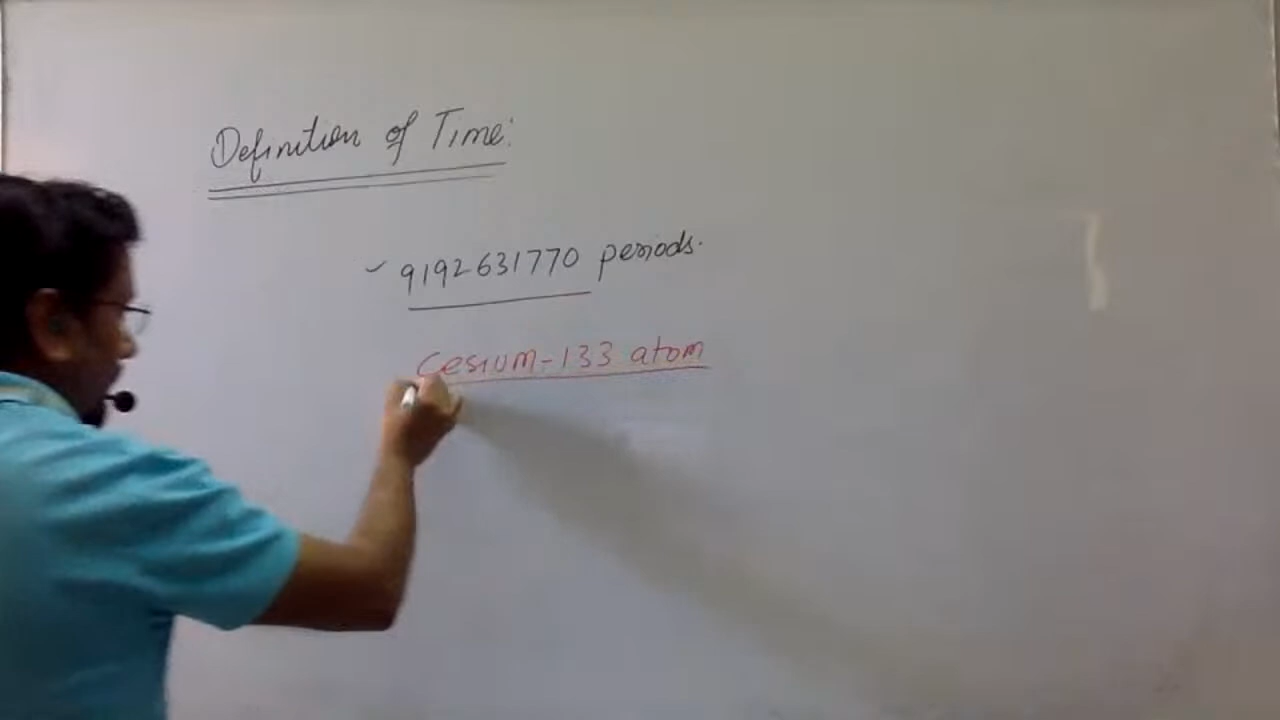 Definition of Time:
9192631770 periods.
Cesium-133 atom